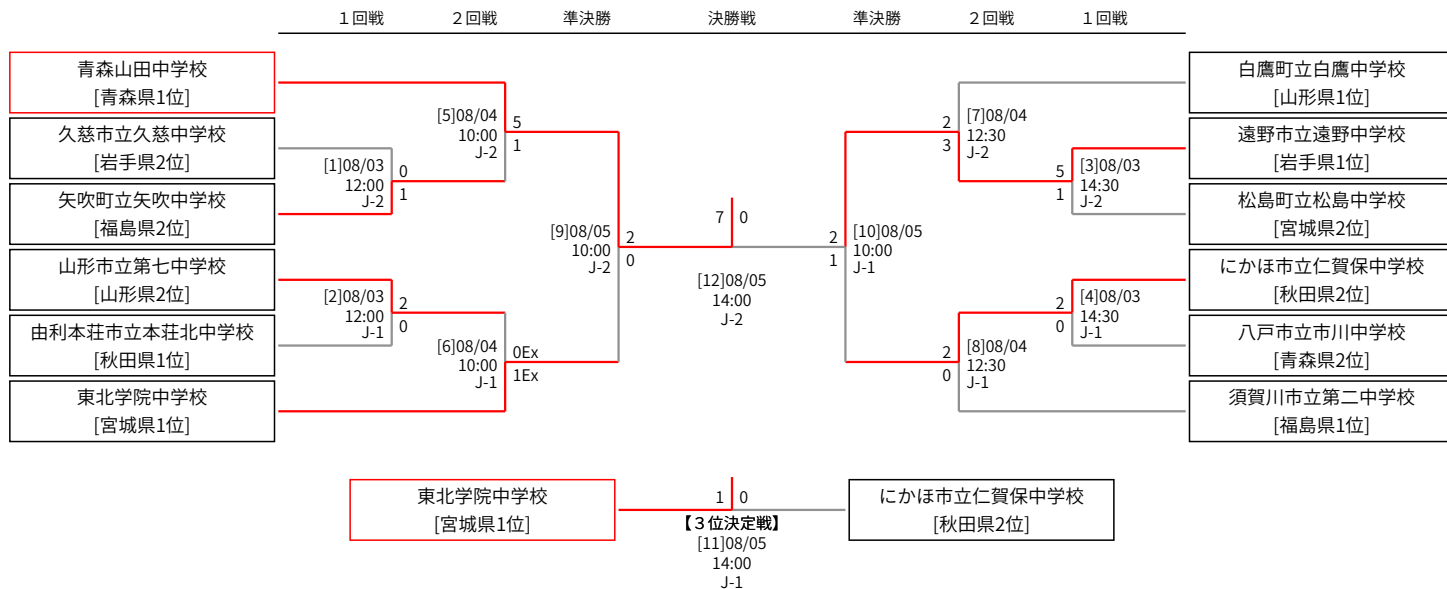 １回戦
２回戦
準決勝
決勝戦
準決勝
２回戦
１回戦
青森山田中学校
[青森県1位]
久慈市立久慈中学校
[岩手県2位]
矢吹町立矢吹中学校
[福島県2位]
山形市立第七中学校
[山形県2位]
由利本荘市立本荘北中学校
[秋田県1位]
東北学院中学校
[宮城県1位]
[1]08/03
12:00
J-2
0
1
[2]08/03
12:00
J-1
2
0
[5]08/04
10:00
J-2
5
1
[6]08/04
10:00
J-1
0Ex
1Ex
[9]08/05
10:00
J-2
2
0
7
0
[12]08/05
14:00
J-2
2
1
[10]08/05
10:00
J-1
2
3
[7]08/04
12:30
J-2
2
0
[8]08/04
12:30
J-1
5
1
[3]08/03
14:30
J-2
2
0
[4]08/03
14:30
J-1
白鷹町立白鷹中学校
[山形県1位]
遠野市立遠野中学校
[岩手県1位]
松島町立松島中学校
[宮城県2位]
にかほ市立仁賀保中学校
[秋田県2位]
八戸市立市川中学校
[青森県2位]
須賀川市立第二中学校
[福島県1位]
東北学院中学校
[宮城県1位]
1
0
【３位決定戦】
[11]08/05
14:00
J-1
にかほ市立仁賀保中学校
[秋田県2位]